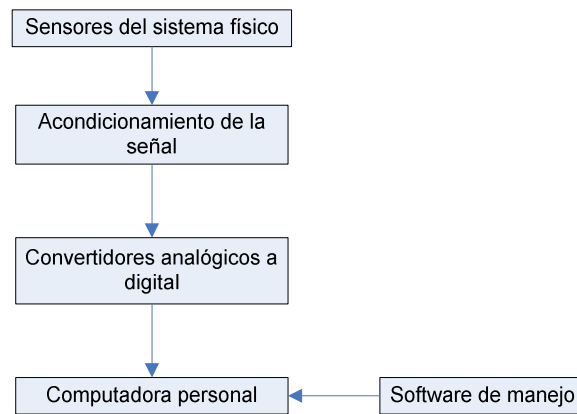 Sensores del sistema físico
Acondicionamiento de la
señal
Convertidores analógicos a
digital
Computadora personal
Software de manejo